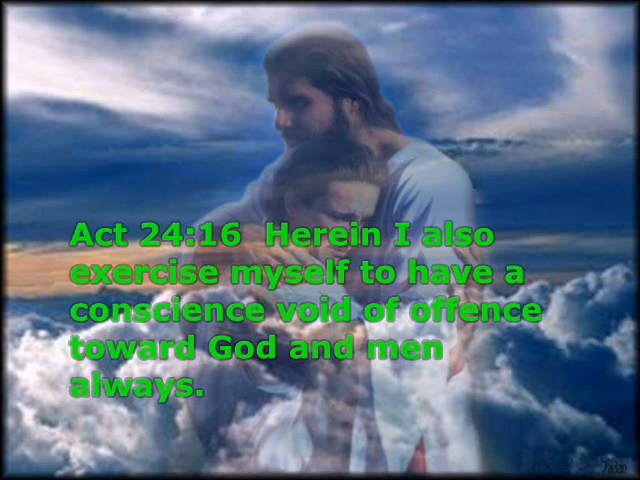 Act 24:16  Herein I also
exercise myself to have a
conscience void of offence
toward God and men
always.